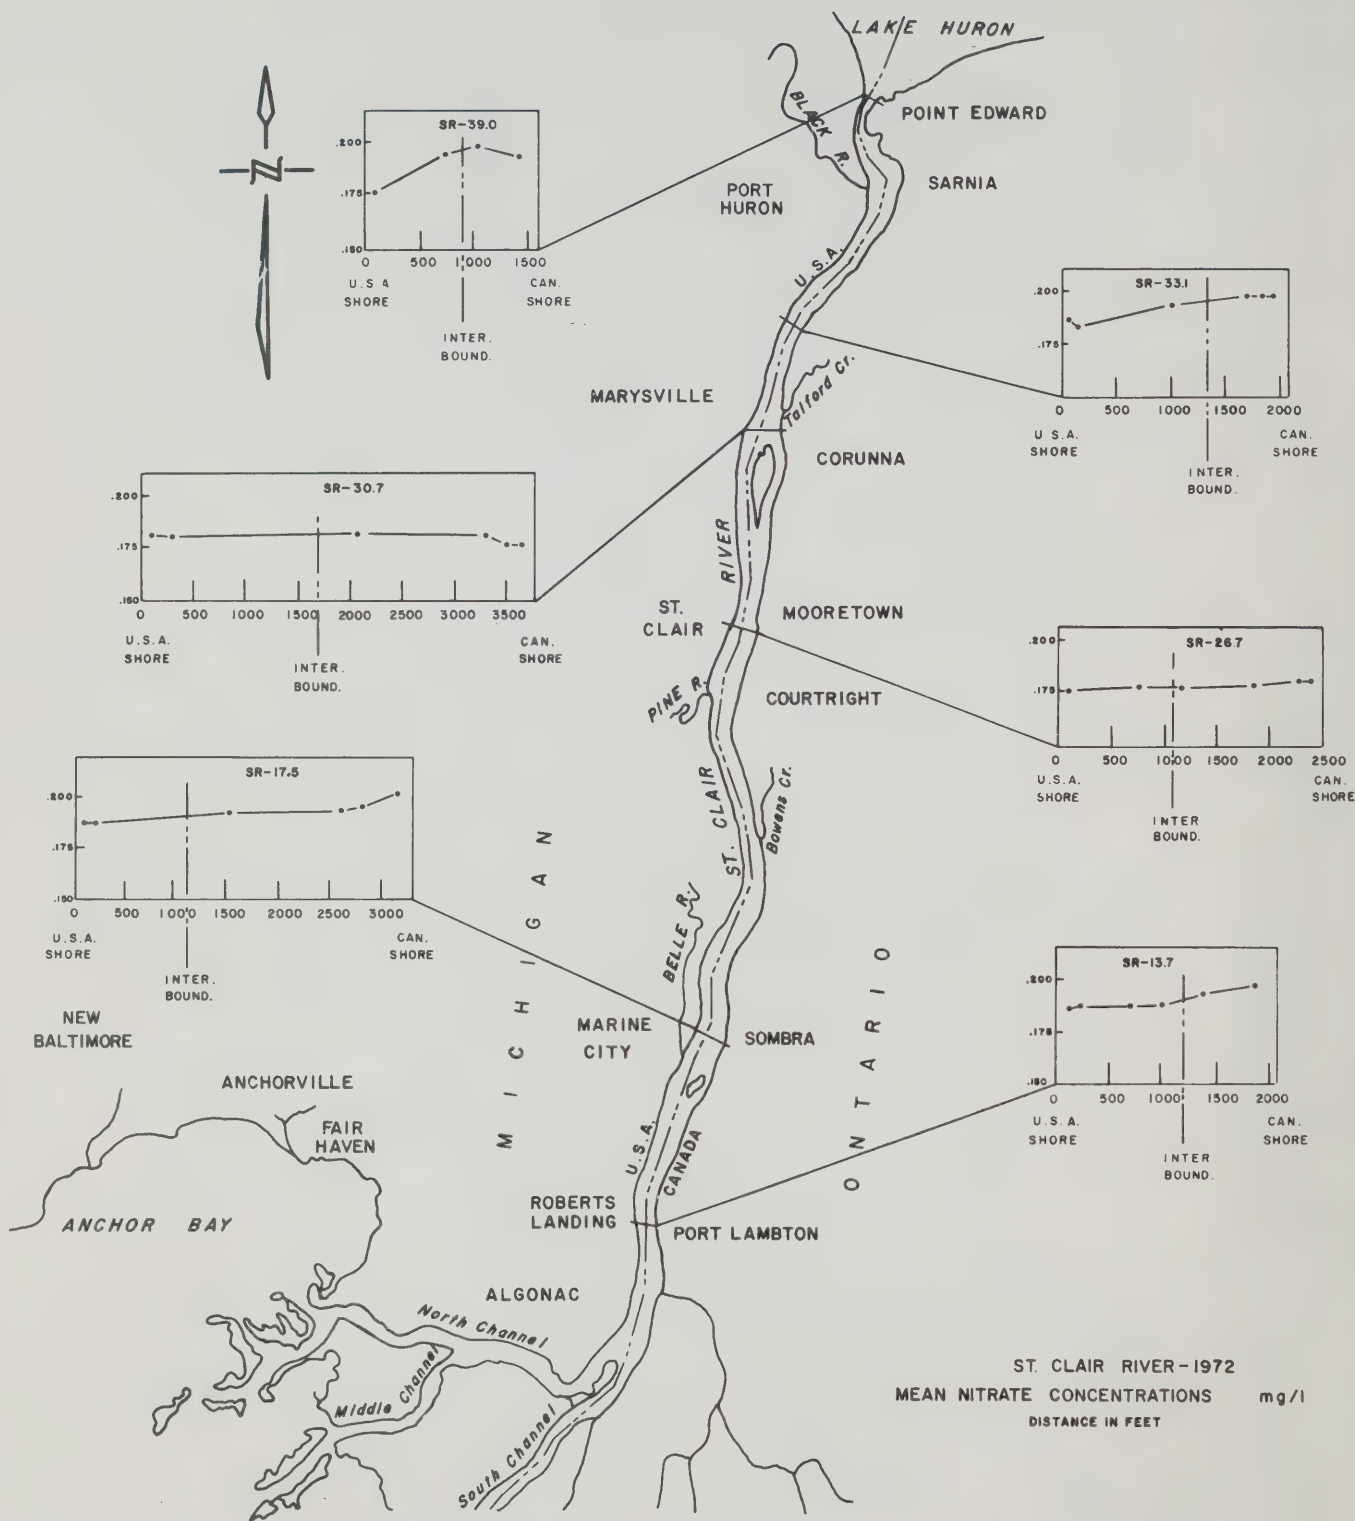 LAKE HURON
BLACK R.
POINT EDWARD
PORT
HURON
SARNIA
N
SR-39.0
.200
.175
.150
0 500 1000 1500
U.S.A
SHORE
CAN.
SHORE
INTER.
BOUND.
U.S.A.
SR-33.1
.200
.175
0 500 1000 1500 2000
U.S.A.
SHORE
CAN.
SHORE
INTER.
BOUND.
MARYSVILLE
Talford Cr.
CORUNNA
SR-30.7
.200
.175
.150
0 500 1000 1500 2000 2500 3000 3500
U.S.A.
SHORE
CAN.
SHORE
INTER.
BOUND.
ST. CLAIR RIVER
ST.
CLAIR
MOORETOWN
SR-26.7
.200
.175
0 500 1000 1500 2000 2500
U.S.A.
SHORE
CAN.
SHORE
INTER
BOUND.
PINE R.
COURTRIGHT
Bowens Cr.
SR-17.5
.200
.175
.150
0 500 1000 1500 2000 2500 3000
U.S.A.
SHORE
CAN.
SHORE
INTER.
BOUND.
MICHIGAN
ONTARIO
BELLE R.
MARINE
CITY
SOMBRA
SR-13.7
.200
.175
.150
0 500 1000 1500 2000
U.S.A.
SHORE
CAN.
SHORE
INTER
BOUND.
NEW
BALTIMORE
ANCHORVILLE
FAIR
HAVEN
ANCHOR BAY
U.S.A.
CANADA
ROBERTS
LANDING
PORT LAMBTON
ALGONAC
North Channel
Middle Channel
South Channel
ST. CLAIR RIVER-1972
MEAN NITRATE CONCENTRATIONS mg/l
DISTANCE IN FEET